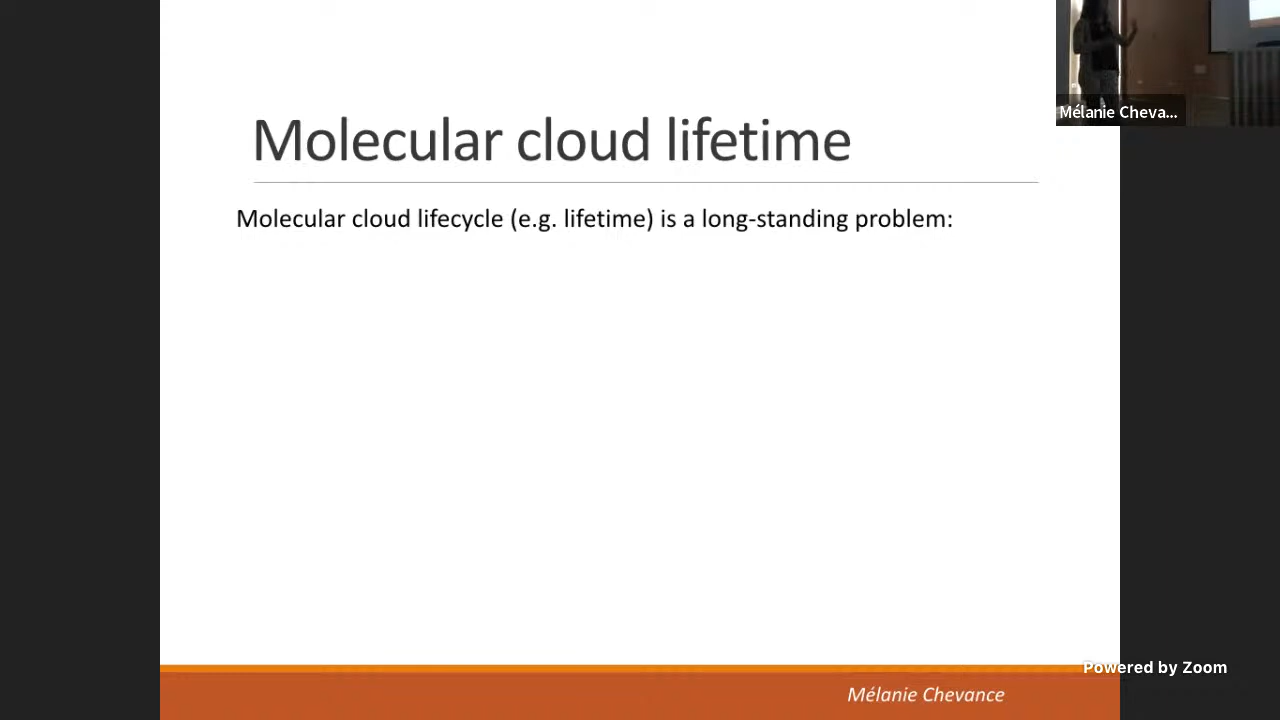 Mélanie Cheva...
Molecular cloud lifetime
Molecular cloud lifecycle (e.g. lifetime) is a long-standing problem:
Powered by Zoom
Mélanie Chevance